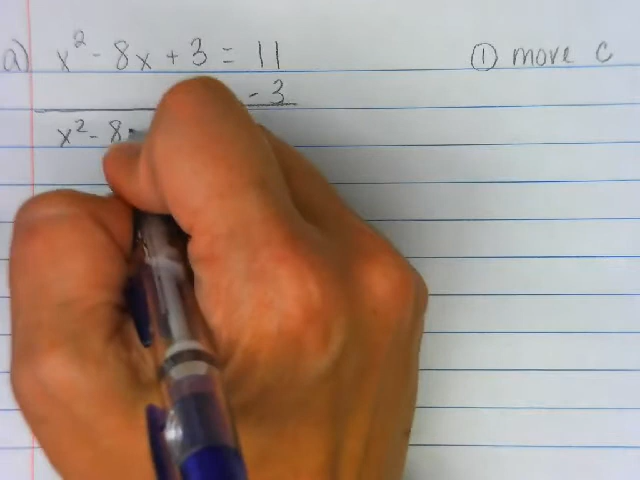 a) x² - 8x + 3 = 11 ① move c
- 3
x² - 8